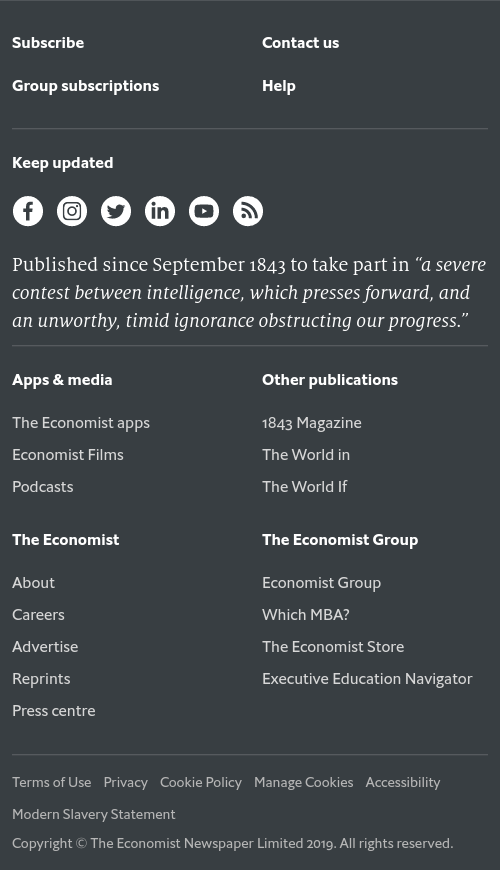 Subscribe
Contact us
Group subscriptions
Help
Keep updated
Published since September 1843 to take part in “a severe
contest between intelligence, which presses forward, and
an unworthy, timid ignorance obstructing our progress.”
Apps & media
The Economist apps
Economist Films
Podcasts
Other publications
1843 Magazine
The World in
The World If
The Economist
About
Careers
Advertise
Reprints
Press centre
The Economist Group
Economist Group
Which MBA?
The Economist Store
Executive Education Navigator
Terms of Use Privacy Cookie Policy Manage Cookies Accessibility
Modern Slavery Statement
Copyright © The Economist Newspaper Limited 2019. All rights reserved.